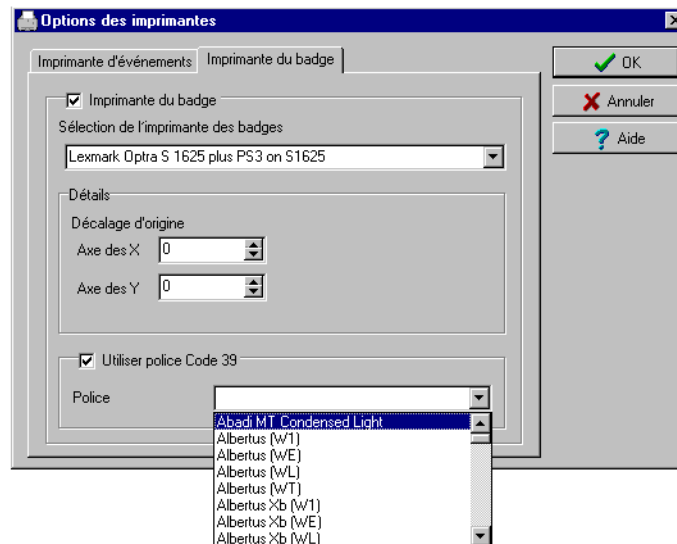 Options des imprimantes
Imprimante d'événements
Imprimante du badge
OK
Annuler
Aide
Imprimante du badge
Sélection de l'imprimante des badges
Lexmark Optra S 1625 plus PS3 on S1625
Détails
Décalage d'origine
Axe des X 0
Axe des Y 0
Utiliser police Code 39
Police
Abadi MT Condensed Light
Albertus (W1)
Albertus (WE)
Albertus (WL)
Albertus (WT)
Albertus Xb (W1)
Albertus Xb (WE)
Albertus Xb (WL)